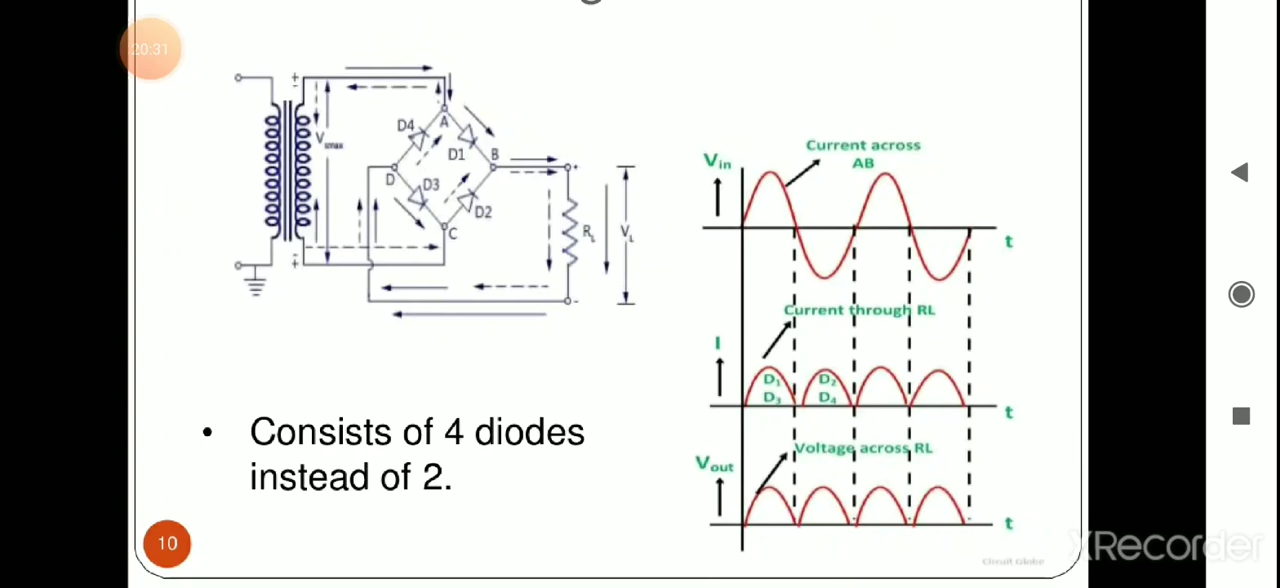 20:31
+
-
V smax
D4
A
D1
B
+
D
D3
D2
C
RL
VL
-
+
-
Vin
Current across
AB
t
Current through RL
I
D1
D3
D2
D4
t
Voltage across RL
Vout
t
• Consists of 4 diodes
instead of 2.
10
Circuit Globe
XRecorder